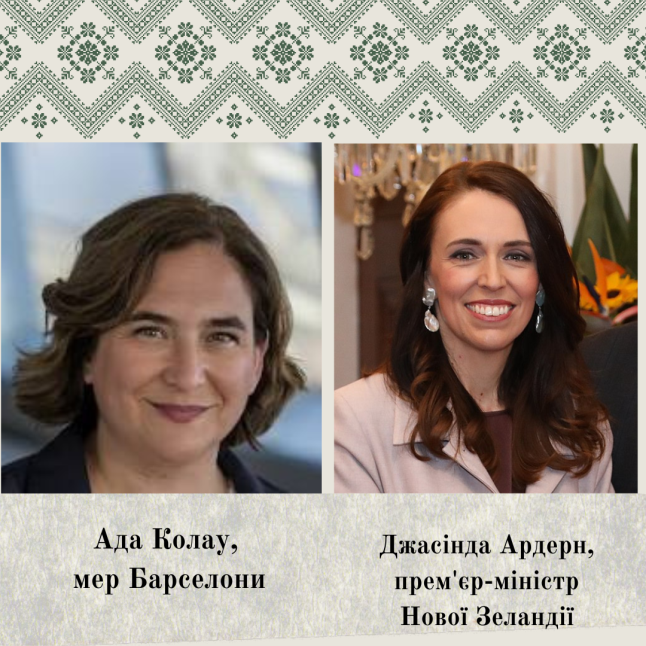 Ада Колау,
мер Барселони
Джасінда Ардерн,
прем'єр-міністр
Нової Зеландії